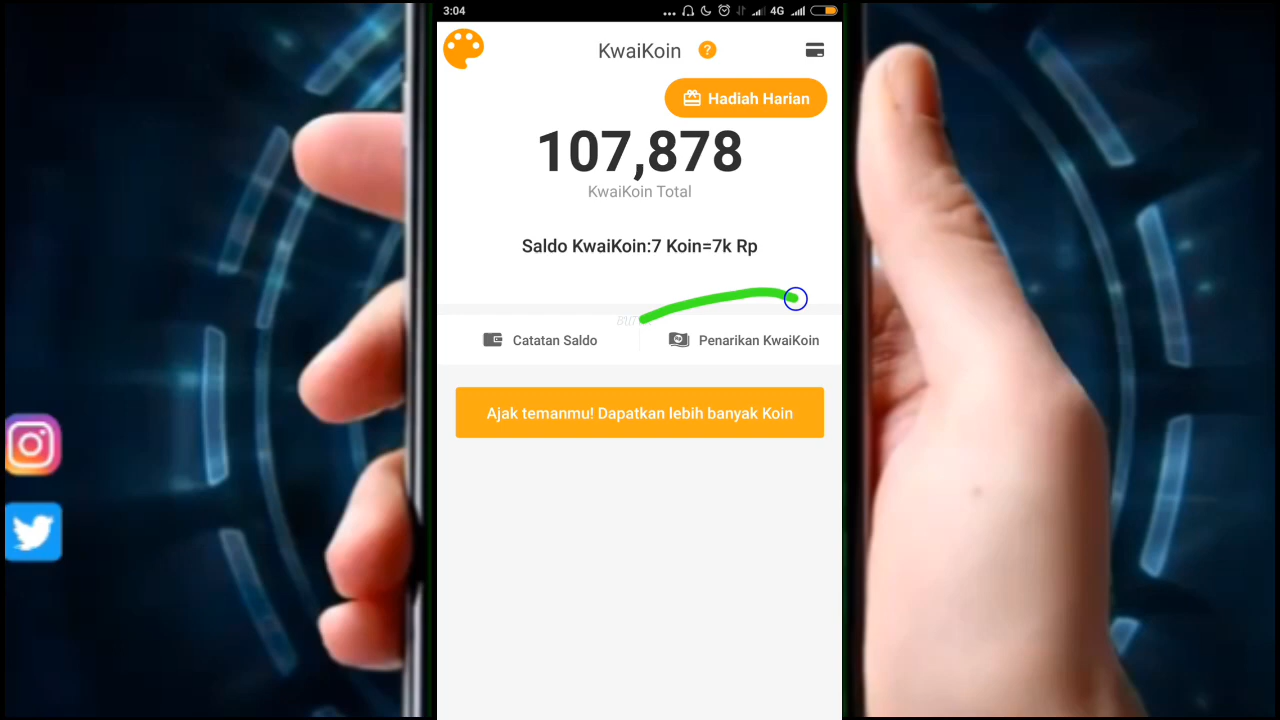 3:04
4G
KwaiKoin ?
Hadiah Harian
107,878
KwaiKoin Total
Saldo KwaiKoin:7 Koin=7k Rp
Catatan Saldo
Penarikan KwaiKoin
Ajak temanmu! Dapatkan lebih banyak Koin